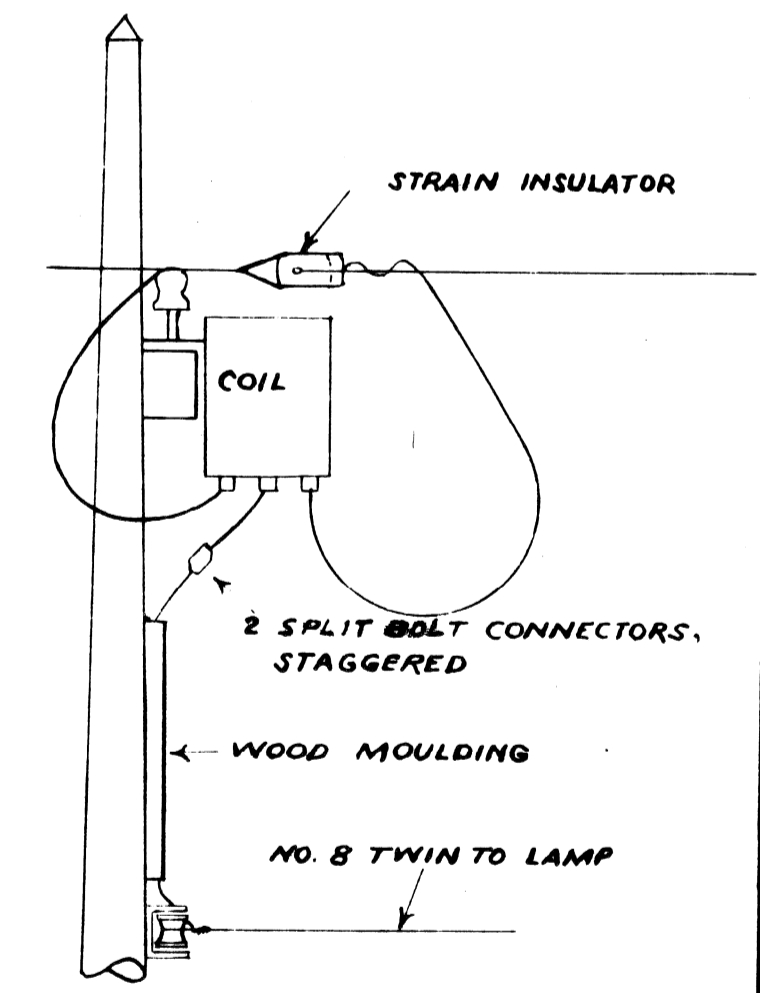 STRAIN INSULATOR
COIL
2 SPLIT BOLT CONNECTORS,
STAGGERED
WOOD MOULDING
NO. 8 TWIN TO LAMP